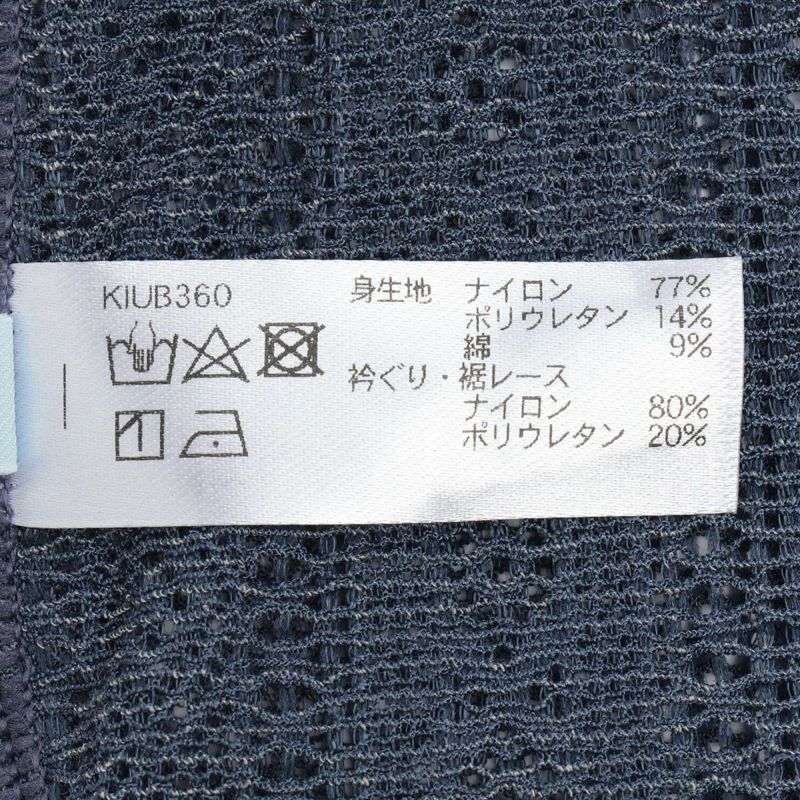 KIUB360
身生地 ナイロン 77%
ポリウレタン 14%
綿 9%
衿ぐり・裾レース
ナイロン 80%
ポリウレタン 20%